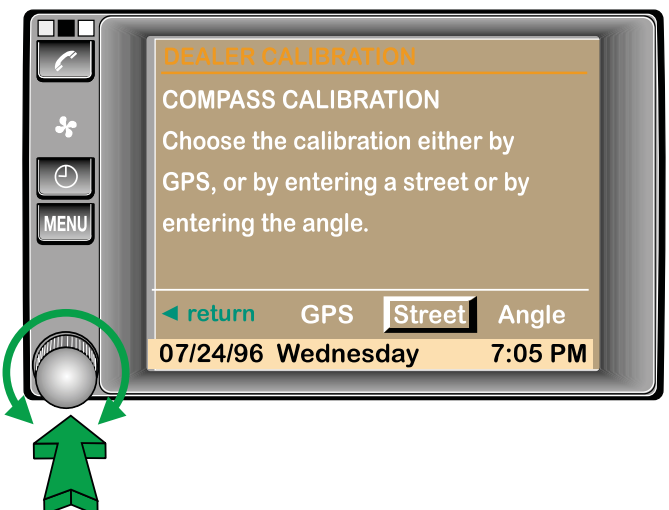 DEALER CALIBRATION
COMPASS CALIBRATION
Choose the calibration either by
GPS, or by entering a street or by
entering the angle.
MENU
◄ return GPS Street Angle
07/24/96 Wednesday 7:05 PM